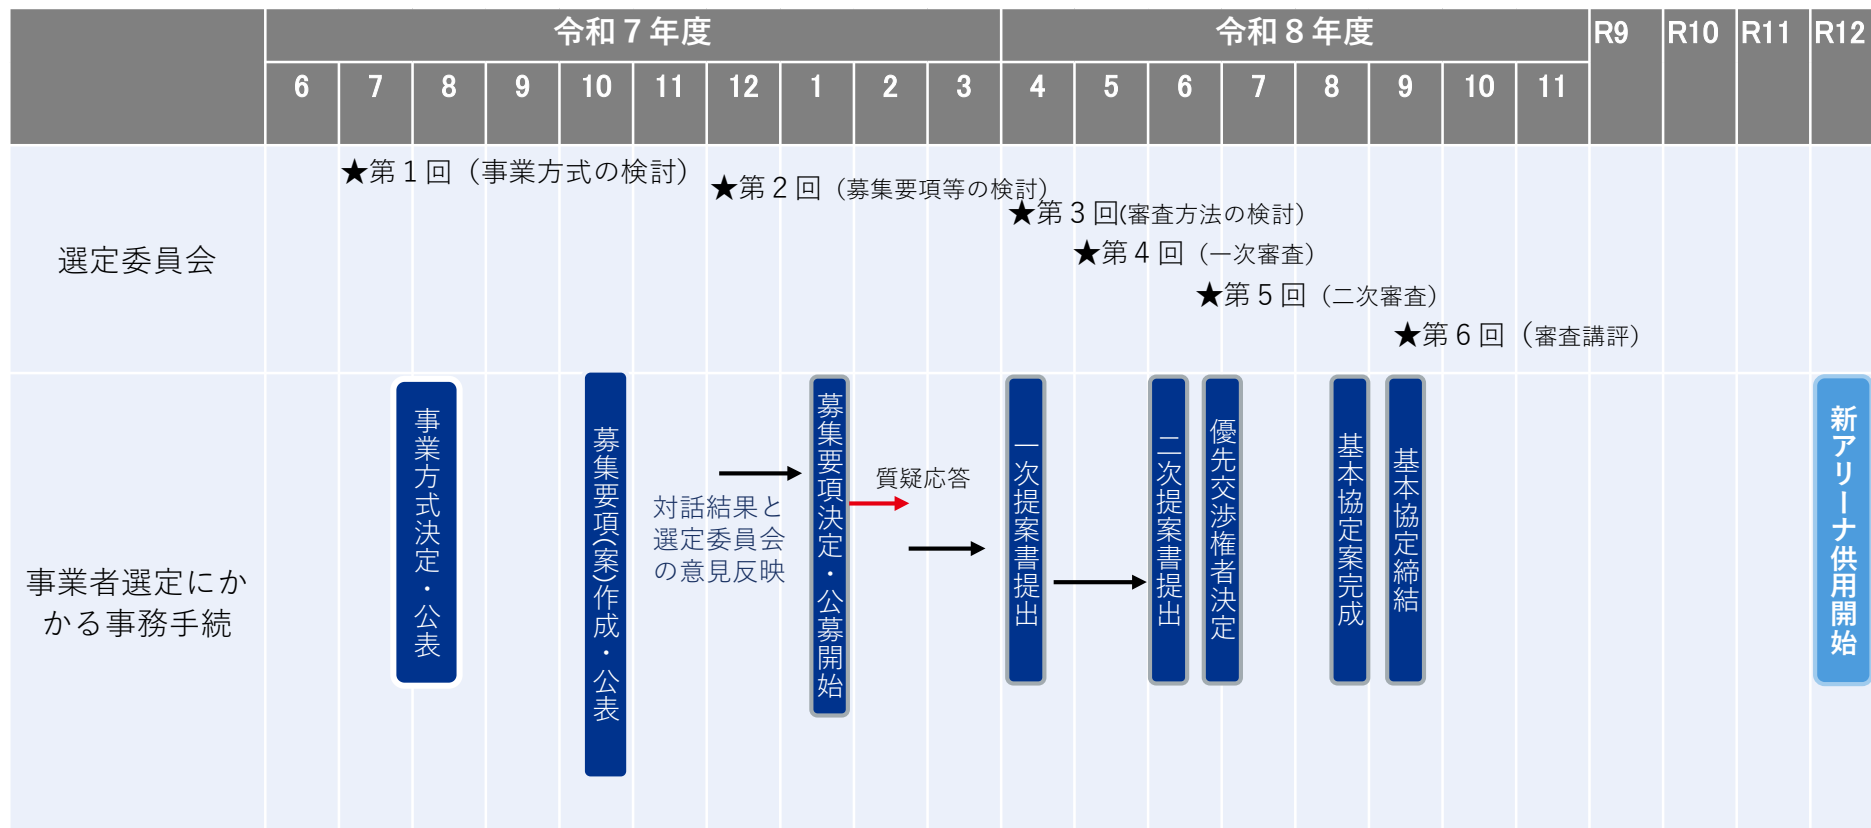 令和７年度
令和８年度
R9
R10
R11
R12
6
7
8
9
10
11
12
1
2
3
4
5
6
7
8
9
10
11
選定委員会
★第１回（事業方式の検討）
★第２回（募集要項等の検討）
★第３回(審査方法の検討）
★第４回（一次審査）
★第５回（二次審査）
★第６回（審査講評）
事業者選定にか
かる事務手続
事業方式決定・公表
募集要項(案)作成・公表
対話結果と
選定委員会
の意見反映
募集要項決定・公募開始
質疑応答
一次提案書提出
二次提案書提出
優先交渉権者決定
基本協定案完成
基本協定締結
新アリーナ供用開始